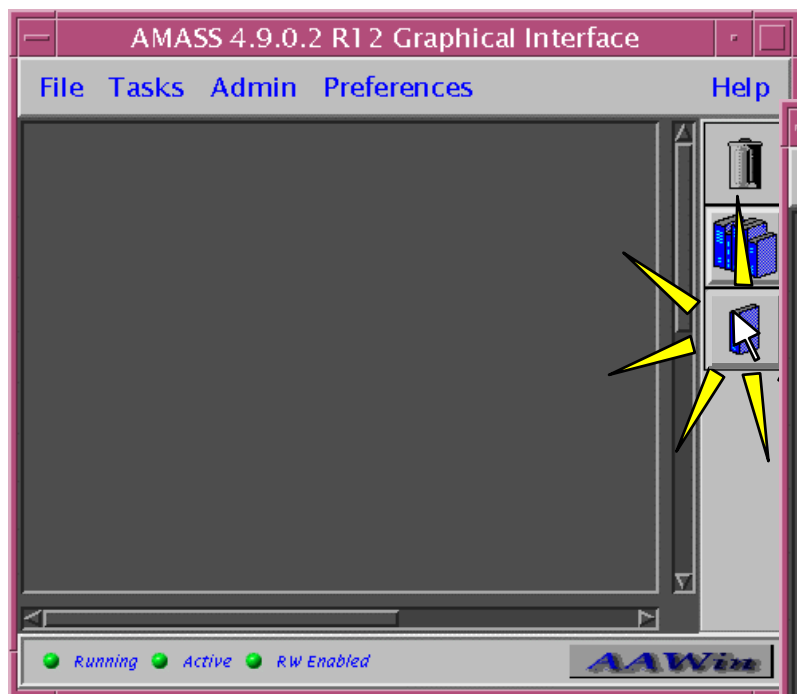 AMASS 4.9.0.2 R12 Graphical Interface
File Tasks Admin Preferences Help
Running Active RW Enabled AAWin